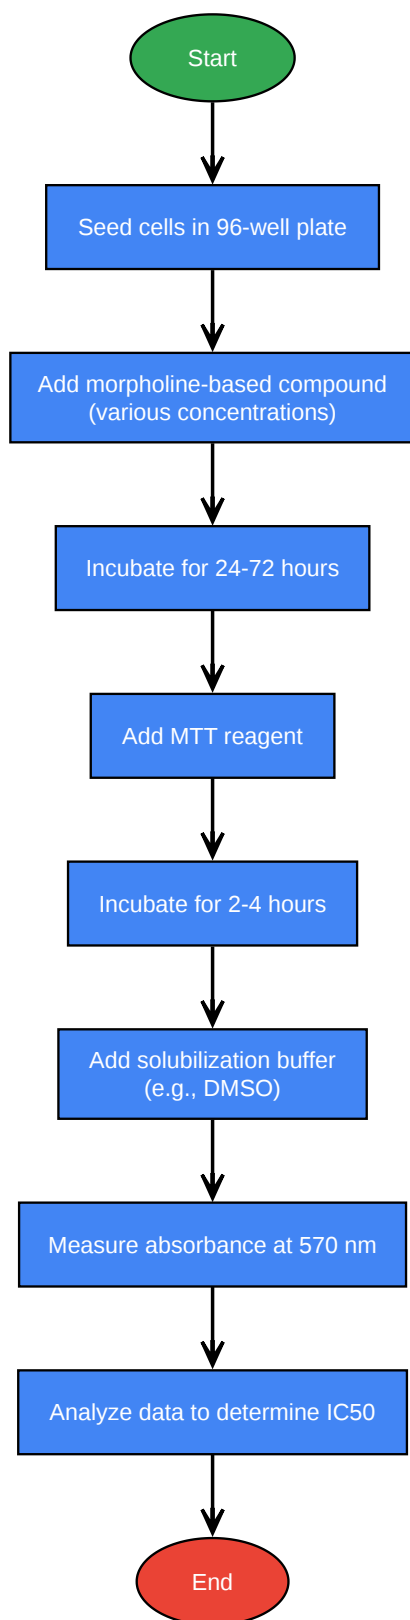 Start
Seed cells in 96-well plate
Add morpholine-based compound
(various concentrations)
Incubate for 24-72 hours
Add MTT reagent
Incubate for 2-4 hours
Add solubilization buffer
(e.g., DMSO)
Measure absorbance at 570 nm
Analyze data to determine IC50
End